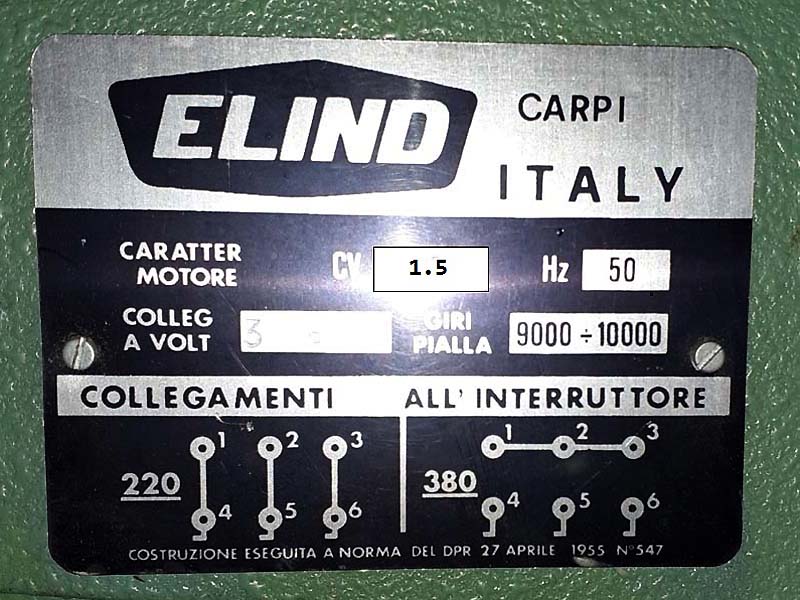 ELIND
CARPI
ITALY
CARATTER
MOTORE
CV 1.5
Hz 50
COLLEG
A VOLT
3
GIRI
PIALLA
9000 ÷ 10000
COLLEGAMENTI ALL' INTERRUTTORE
220
1 2 3
4 5 6
380
1 2 3
4 5 6
COSTRUZIONE ESEGUITA A NORMA DEL DPR 27 APRILE 1955 N°547